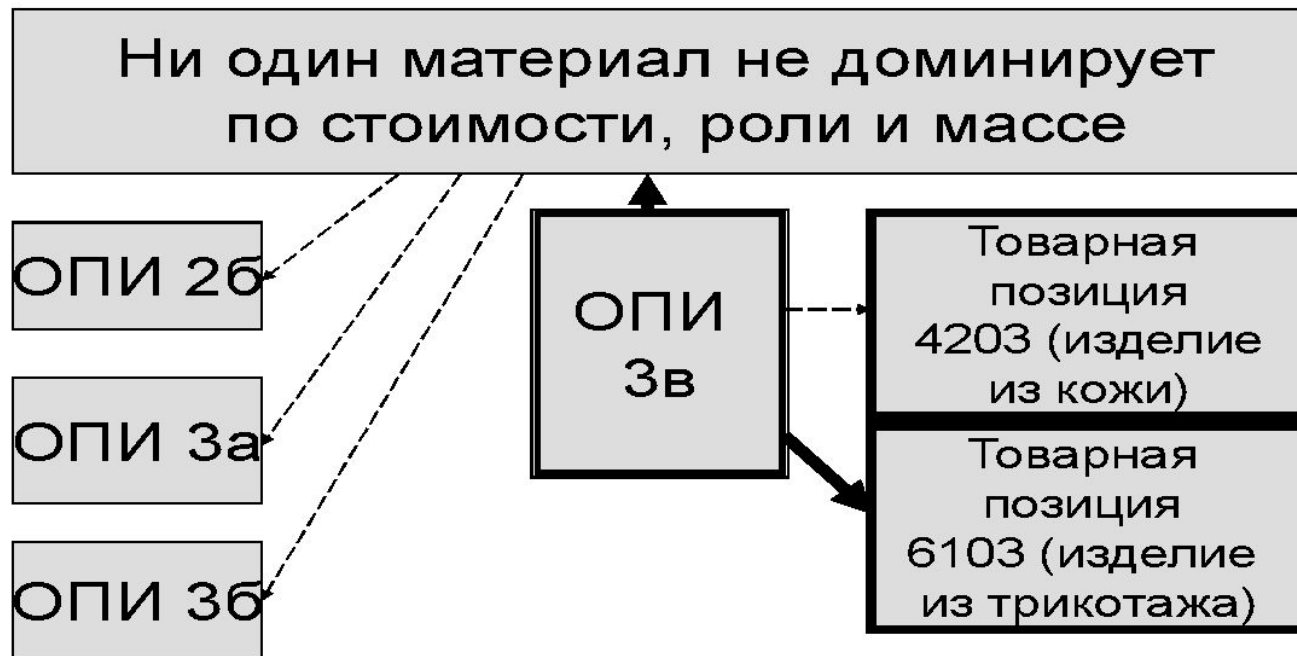 Ни один материал не доминирует
по стоимости, роли и массе
ОПИ 2б
ОПИ 3а
ОПИ 3б
ОПИ
3в
Товарная
позиция
4203 (изделие
из кожи)
Товарная
позиция
6103 (изделие
из трикотажа)